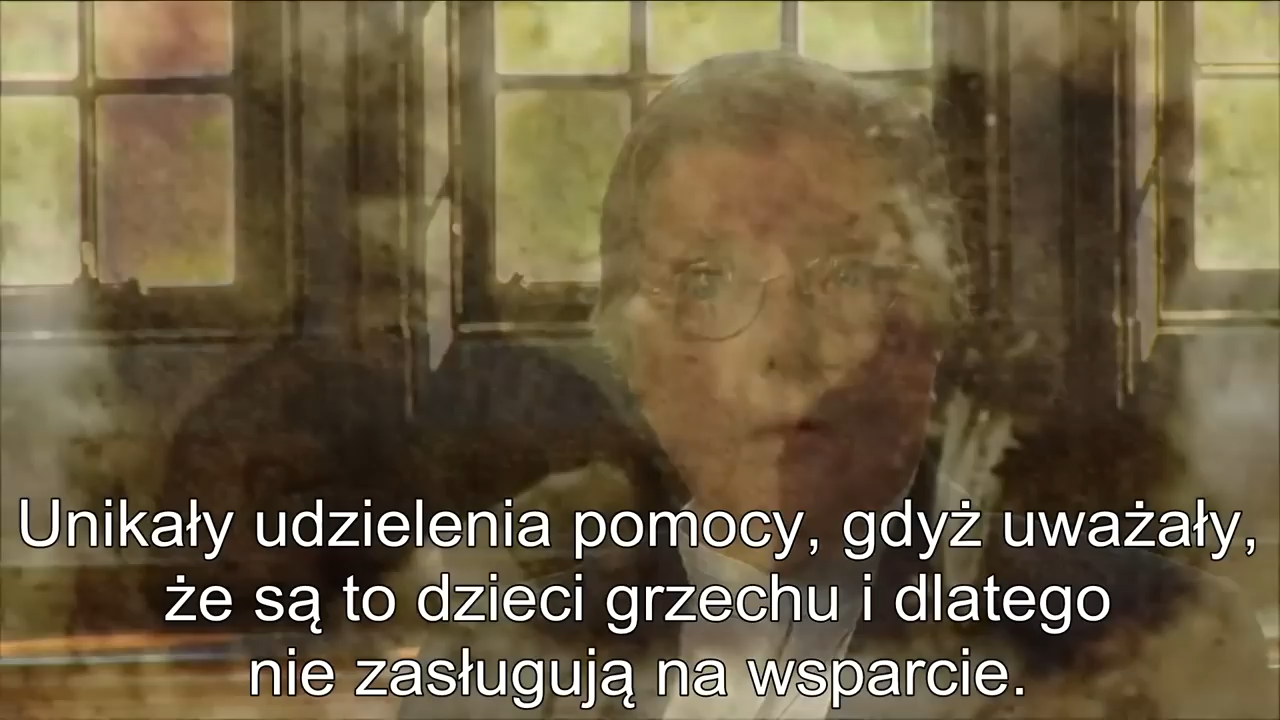 Unikały udzielenia pomocy, gdyż uważały,
że są to dzieci grzechu i dlatego
nie zasługują na wsparcie.